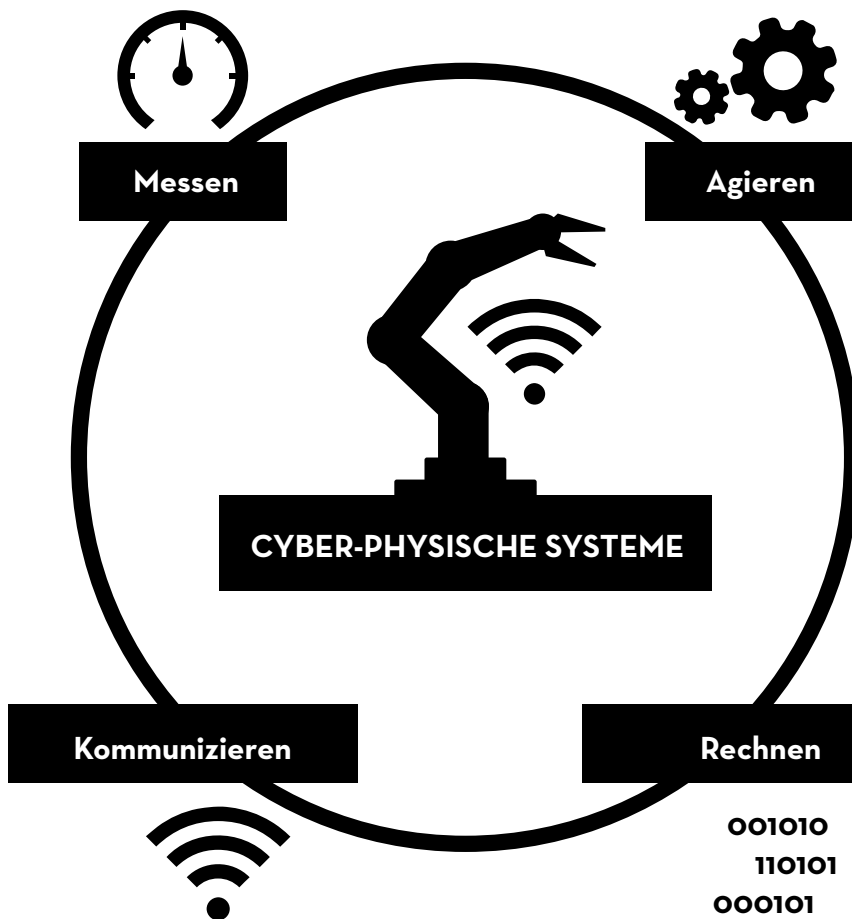 Messen
Agieren
CYBER-PHYSISCHE SYSTEME
Kommunizieren
Rechnen
001010
110101
000101